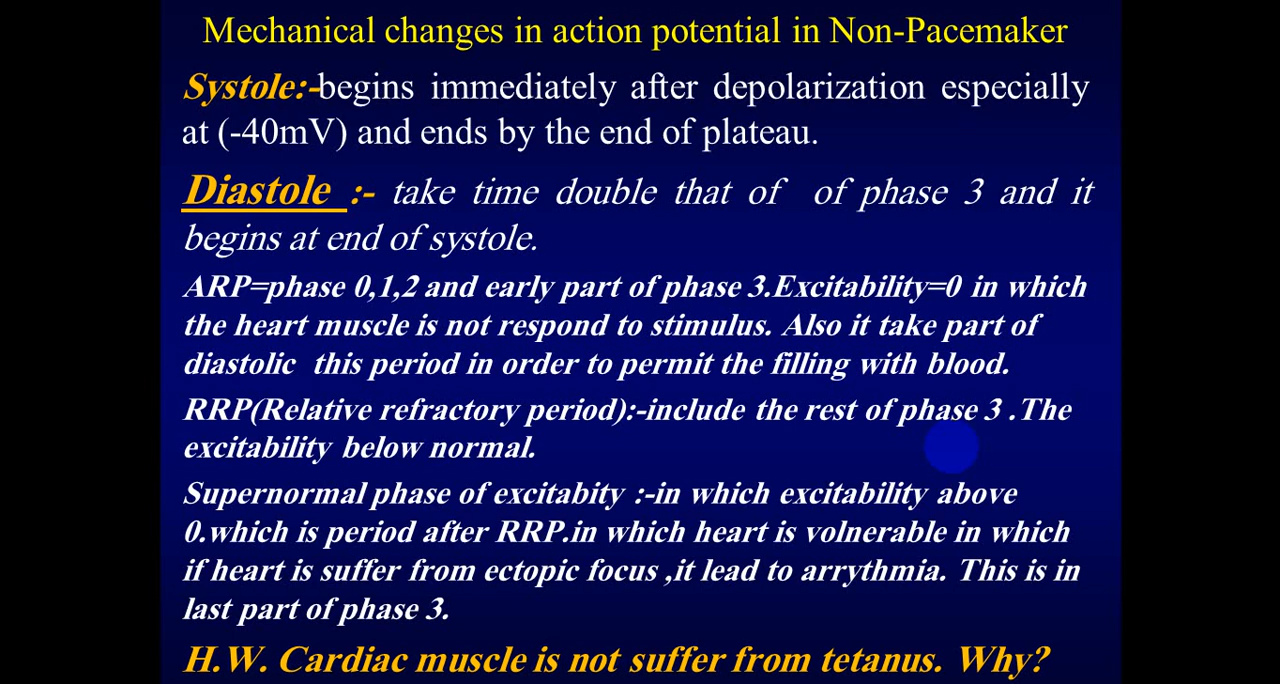 Mechanical changes in action potential in Non-Pacemaker
Systole:-begins immediately after depolarization especially
at (-40mV) and ends by the end of plateau.
Diastole :- take time double that of of phase 3 and it
begins at end of systole.
ARP=phase 0,1,2 and early part of phase 3.Excitability=0 in which
the heart muscle is not respond to stimulus. Also it take part of
diastolic this period in order to permit the filling with blood.
RRP(Relative refractory period):-include the rest of phase 3 .The
excitability below normal.
Supernormal phase of excitabity :-in which excitability above
0.which is period after RRP.in which heart is volnerable in which
if heart is suffer from ectopic focus ,it lead to arrythmia. This is in
last part of phase 3.
H.W. Cardiac muscle is not suffer from tetanus. Why?